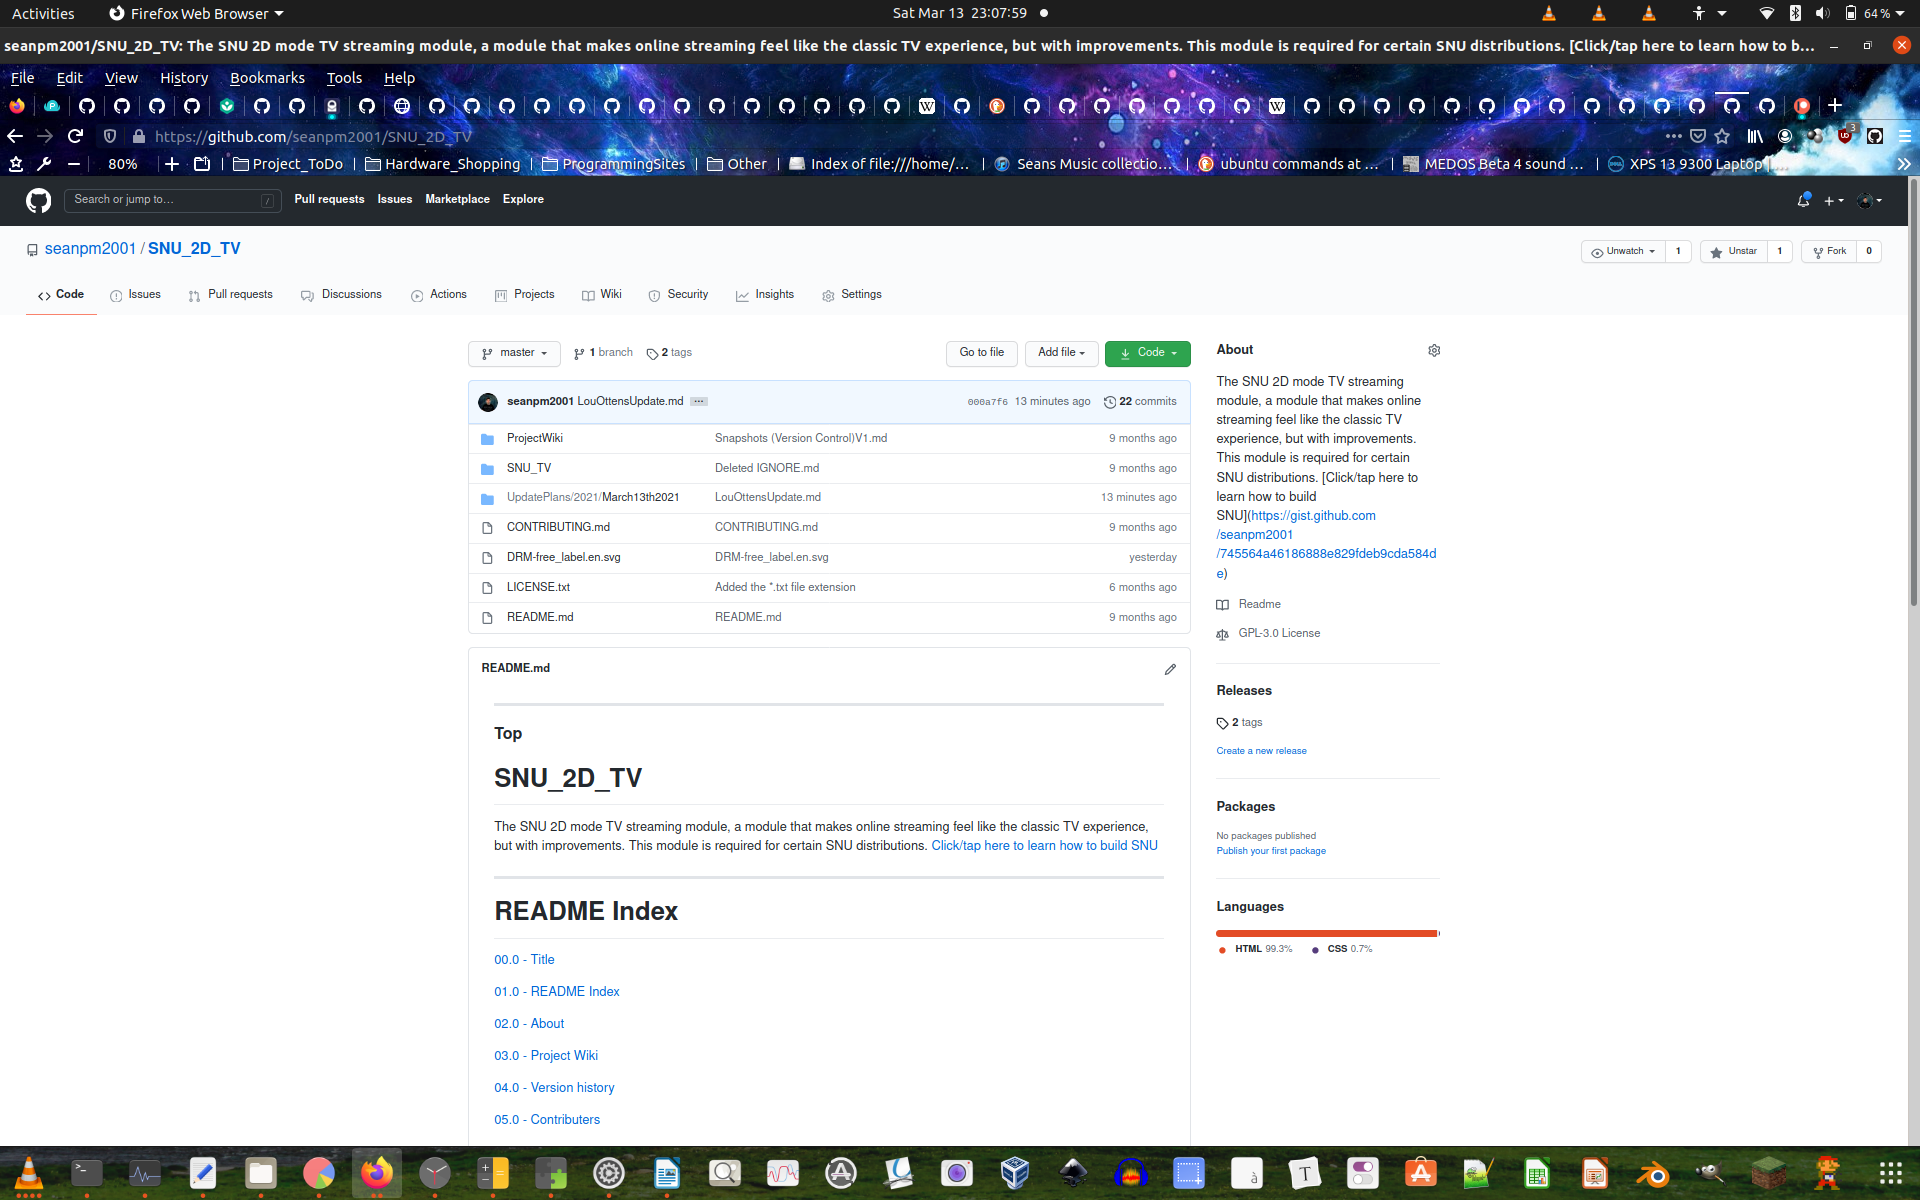 Activities
Firefox Web Browser
Sat Mar 13 23:07:59
64 %
seanpm2001/SNU_2D_TV: The SNU 2D mode TV streaming module, a module that makes online streaming feel like the classic TV experience, but with improvements. This module is required for certain SNU distributions. [Click/tap here to learn how to b...
File Edit View History Bookmarks Tools Help
https://github.com/seanpm2001/SNU_2D_TV
3
80%
Project_ToDo
Hardware_Shopping
ProgrammingSites
Other
Index of file:///home/...
Seans Music collectio...
ubuntu commands at ...
MEDOS Beta 4 sound ...
XPS 13 9300 Laptop
Search or jump to...
/
Pull requests Issues Marketplace Explore
seanpm2001 / SNU_2D_TV
Unwatch 1
Unstar 1
Fork 0
Code
Issues
Pull requests
Discussions
Actions
Projects
Wiki
Security
Insights
Settings
master
1 branch
2 tags
Go to file
Add file
Code
seanpm2001 LouOttensUpdate.md ...
000a7f6 13 minutes ago 22 commits
ProjectWiki Snapshots (Version Control)V1.md 9 months ago
SNU_TV Deleted IGNORE.md 9 months ago
UpdatePlans/2021/March13th2021 LouOttensUpdate.md 13 minutes ago
CONTRIBUTING.md CONTRIBUTING.md 9 months ago
DRM-free_label.en.svg DRM-free_label.en.svg yesterday
LICENSE.txt Added the *.txt file extension 6 months ago
README.md README.md 9 months ago
README.md
Top
SNU_2D_TV
The SNU 2D mode TV streaming module, a module that makes online streaming feel like the classic TV experience,
but with improvements. This module is required for certain SNU distributions. Click/tap here to learn how to build SNU
README Index
00.0 - Title
01.0 - README Index
02.0 - About
03.0 - Project Wiki
04.0 - Version history
05.0 - Contributers
About
The SNU 2D mode TV streaming
module, a module that makes online
streaming feel like the classic TV
experience, but with improvements.
This module is required for certain
SNU distributions. [Click/tap here to
learn how to build
SNU](https://gist.github.com
/seanpm2001
/745564a46186888e829fdeb9cda584d
e)
Readme
GPL-3.0 License
Releases
2 tags
Create a new release
Packages
No packages published
Publish your first package
Languages
HTML 99.3%
CSS 0.7%